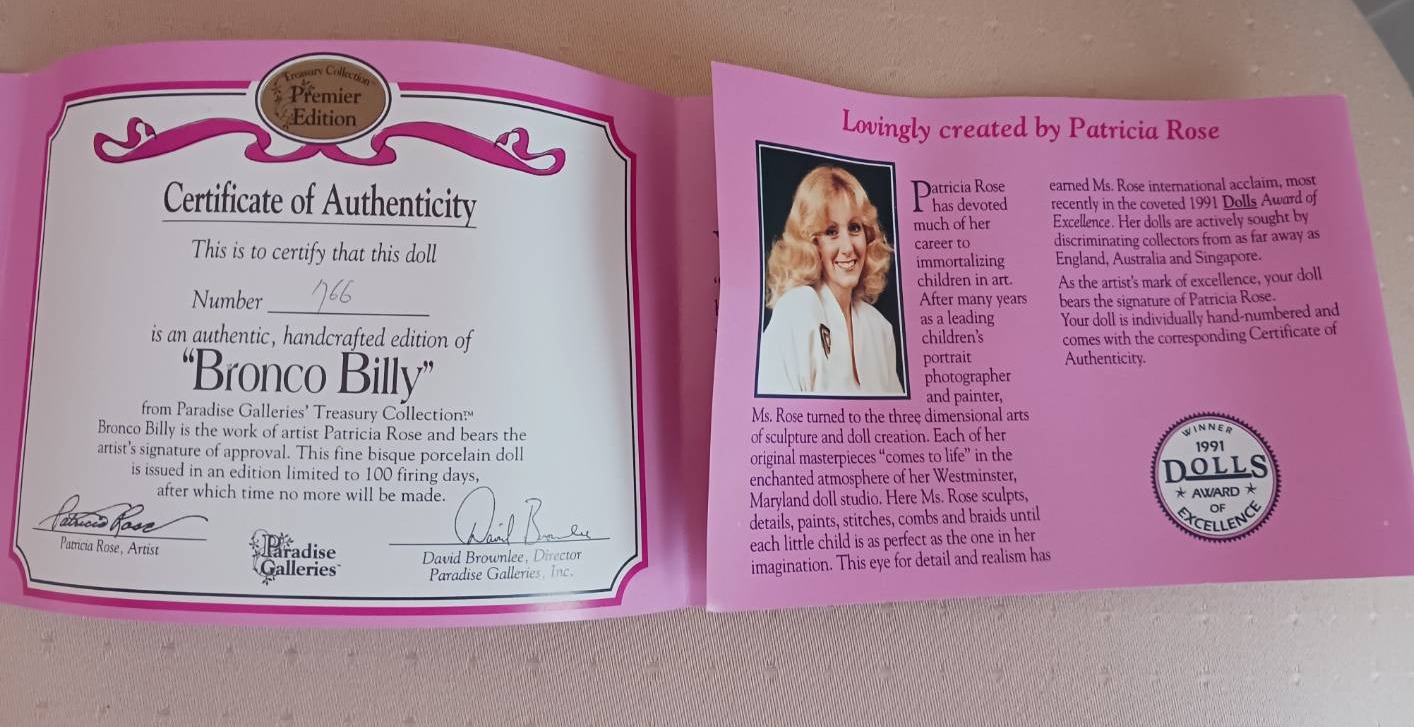 Treasury Collection™
Premier
Edition
Certificate of Authenticity
This is to certify that this doll
Number 1766
is an authentic, handcrafted edition of
“Bronco Billy”
from Paradise Galleries’ Treasury Collection™
Bronco Billy is the work of artist Patricia Rose and bears the
artist’s signature of approval. This fine bisque porcelain doll
is issued in an edition limited to 100 firing days,
after which time no more will be made.
Patricia Rose
Patricia Rose, Artist
Paradise
Galleries™
David Brownlee
David Brownlee, Director
Paradise Galleries, Inc.
Lovingly created by Patricia Rose
Patricia Rose
has devoted
much of her
career to
immortalizing
children in art.
After many years
as a leading
children’s
portrait
photographer
and painter,
Ms. Rose turned to the three dimensional arts
of sculpture and doll creation. Each of her
original masterpieces “comes to life” in the
enchanted atmosphere of her Westminster,
Maryland doll studio. Here Ms. Rose sculpts,
details, paints, stitches, combs and braids until
each little child is as perfect as the one in her
imagination. This eye for detail and realism has
earned Ms. Rose international acclaim, most
recently in the coveted 1991 Dolls Award of
Excellence. Her dolls are actively sought by
discriminating collectors from as far away as
England, Australia and Singapore.
As the artist’s mark of excellence, your doll
bears the signature of Patricia Rose.
Your doll is individually hand-numbered and
comes with the corresponding Certificate of
Authenticity.
WINNER
1991
DOLLS
AWARD
OF
EXCELLENCE